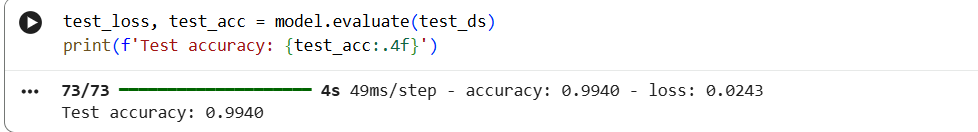 test_loss, test_acc = model.evaluate(test_ds)
print(f'Test accuracy: {test_acc:.4f}')
73/73 4s 49ms/step - accuracy: 0.9940 - loss: 0.0243
Test accuracy: 0.9940